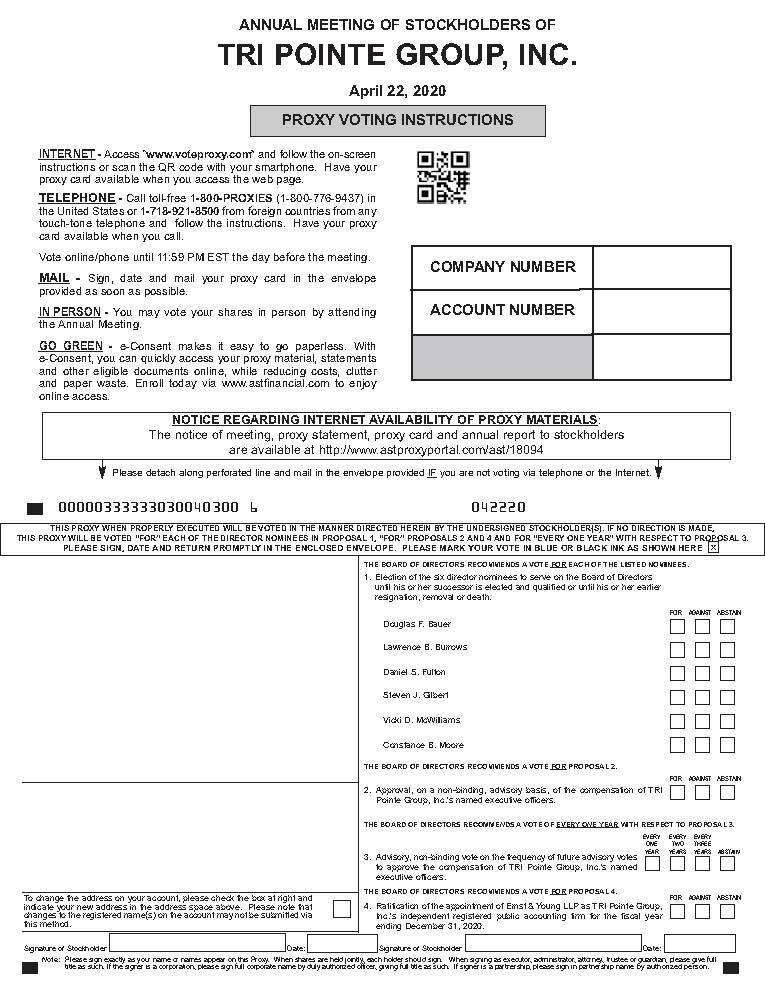 ANNUAL MEETING OF STOCKHOLDERS OF
TRI POINTE GROUP, INC.
April 22, 2020
PROXY VOTING INSTRUCTIONS
INTERNET - Access "www.voteproxy.com" and follow the on-screen
instructions or scan the QR code with your smartphone. Have your
proxy card available when you access the web page.
TELEPHONE - Call toll-free 1-800-PROXIES (1-800-776-9437) in
the United States or 1-718-921-8500 from foreign countries from any
touch-tone telephone and follow the instructions. Have your proxy
card available when you call.
Vote online/phone until 11:59 PM EST the day before the meeting.
MAIL - Sign, date and mail your proxy card in the envelope
provided as soon as possible.
IN PERSON - You may vote your shares in person by attending
the Annual Meeting.
GO GREEN - e-Consent makes it easy to go paperless. With
e-Consent, you can quickly access your proxy material, statements
and other eligible documents online, while reducing costs, clutter
and paper waste. Enroll today via www.astfinancial.com to enjoy
online access.
COMPANY NUMBER
ACCOUNT NUMBER
NOTICE REGARDING INTERNET AVAILABILITY OF PROXY MATERIALS:
The notice of meeting, proxy statement, proxy card and annual report to stockholders
are available at http://www.astproxyportal.com/ast/18094
Please detach along perforated line and mail in the envelope provided IF you are not voting via telephone or the Internet.
00000333333030040300 6
042220
THIS PROXY WHEN PROPERLY EXECUTED WILL BE VOTED IN THE MANNER DIRECTED HEREIN BY THE UNDERSIGNED STOCKHOLDER(S). IF NO DIRECTION IS MADE,
THIS PROXY WILL BE VOTED "FOR" EACH OF THE DIRECTOR NOMINEES IN PROPOSAL 1, "FOR" PROPOSALS 2 AND 4 AND FOR "EVERY ONE YEAR" WITH RESPECT TO PROPOSAL 3.
PLEASE SIGN, DATE AND RETURN PROMPTLY IN THE ENCLOSED ENVELOPE. PLEASE MARK YOUR VOTE IN BLUE OR BLACK INK AS SHOWN HERE X
THE BOARD OF DIRECTORS RECOMMENDS A VOTE FOR EACH OF THE LISTED NOMINEES.
1. Election of the six director nominees to serve on the Board of Directors
until his or her successor is elected and qualified or until his or her earlier
resignation, removal or death.
FOR AGAINST ABSTAIN
Douglas F. Bauer
Lawrence B. Burrows
Daniel S. Fulton
Steven J. Gilbert
Vicki D. McWilliams
Constance B. Moore
THE BOARD OF DIRECTORS RECOMMENDS A VOTE FOR PROPOSAL 2.
FOR AGAINST ABSTAIN
2. Approval, on a non-binding, advisory basis, of the compensation of TRI
Pointe Group, Inc.'s named executive officers.
THE BOARD OF DIRECTORS RECOMMENDS A VOTE OF EVERY ONE YEAR WITH RESPECT TO PROPOSAL 3.
EVERY EVERY EVERY
ONE TWO THREE
YEAR YEARS YEARS ABSTAIN
3. Advisory, non-binding vote on the frequency of future advisory votes
to approve the compensation of TRI Pointe Group, Inc.'s named
executive officers.
THE BOARD OF DIRECTORS RECOMMENDS A VOTE FOR PROPOSAL 4.
FOR AGAINST ABSTAIN
4. Ratification of the appointment of Ernst & Young LLP as TRI Pointe Group,
Inc.'s independent registered public accounting firm for the fiscal year
ending December 31, 2020.
To change the address on your account, please check the box at right and
indicate your new address in the address space above. Please note that
changes to the registered name(s) on the account may not be submitted via
this method.
Signature of Stockholder Date: Signature of Stockholder Date:
Note: Please sign exactly as your name or names appear on this Proxy. When shares are held jointly, each holder should sign. When signing as executor, administrator, attorney, trustee or guardian, please give full
title as such. If the signer is a corporation, please sign full corporate name by duly authorized officer, giving full title as such. If signer is a partnership, please sign in partnership name by authorized person.